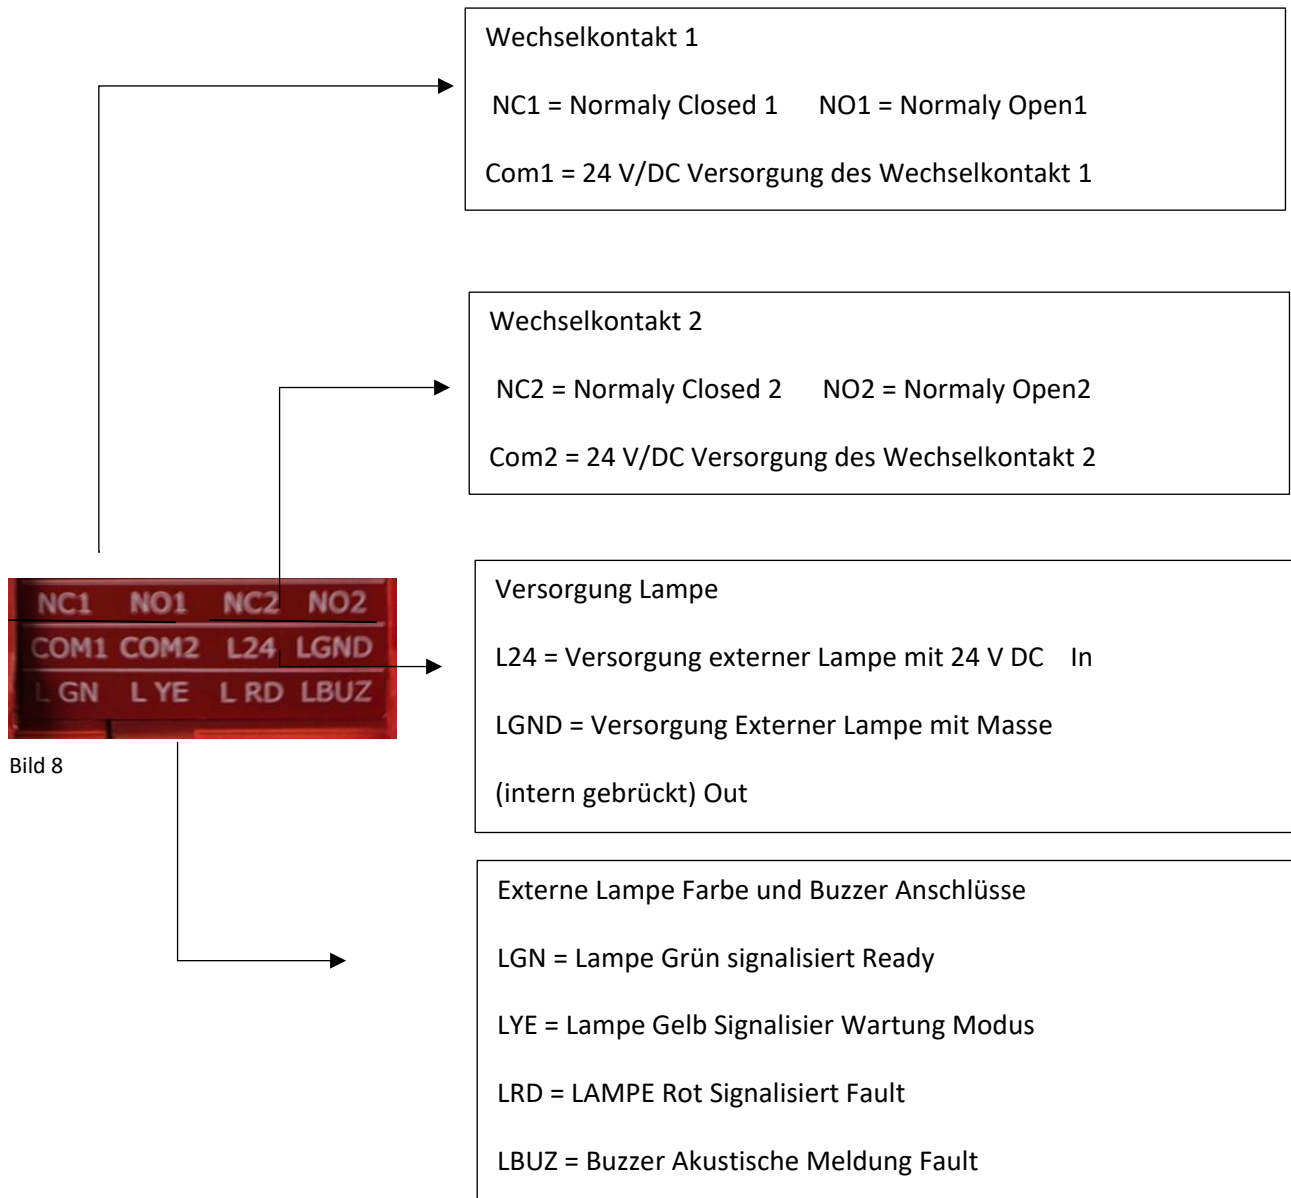 Wechselkontakt 1
NC1 = Normaly Closed 1 NO1 = Normaly Open1
Com1 = 24 V/DC Versorgung des Wechselkontakt 1
Wechselkontakt 2
NC2 = Normaly Closed 2 NO2 = Normaly Open2
Com2 = 24 V/DC Versorgung des Wechselkontakt 2
NC1 NO1 NC2 NO2
COM1 COM2 L24 LGND
L GN L YE L RD LBUZ
Bild 8
Versorgung Lampe
L24 = Versorgung externer Lampe mit 24 V DC In
LGND = Versorgung Externer Lampe mit Masse
(intern gebrückt) Out
Externe Lampe Farbe und Buzzer Anschlüsse
LGN = Lampe Grün signalisiert Ready
LYE = Lampe Gelb Signalisier Wartung Modus
LRD = LAMPE Rot Signalisiert Fault
LBUZ = Buzzer Akustische Meldung Fault